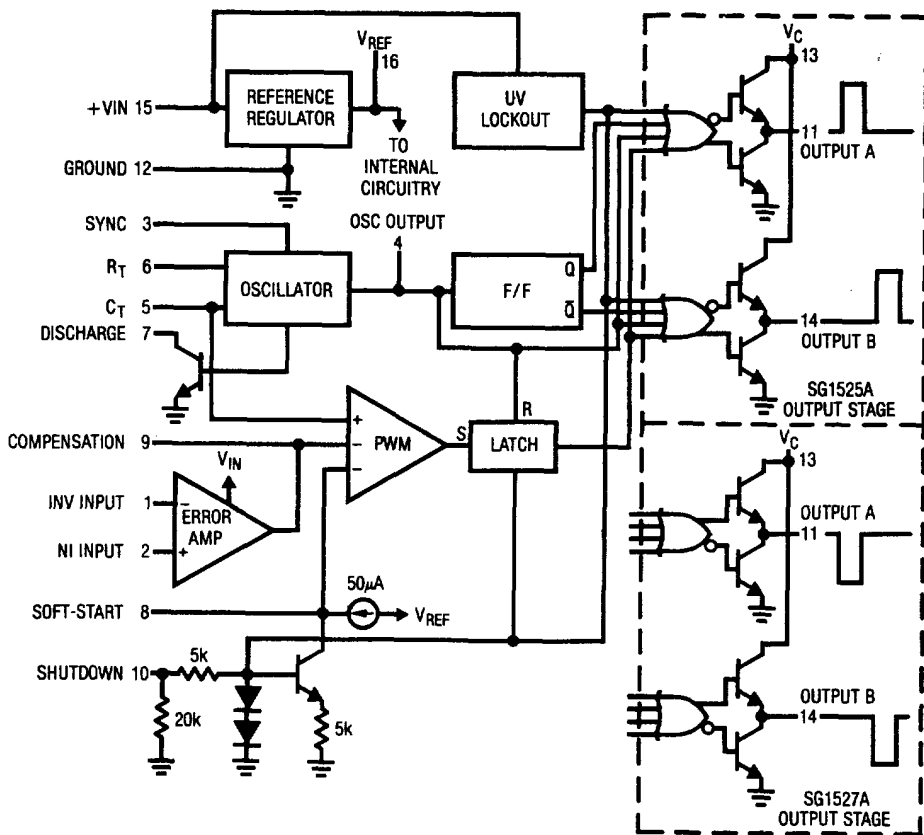 VREF
16
+VIN 15
REFERENCE
REGULATOR
UV
LOCKOUT
TO
INTERNAL
CIRCUITRY
GROUND 12
OSC OUTPUT
4
SYNC 3
RT 6
CT 5
DISCHARGE 7
OSCILLATOR
F/F
Q
Q̅
COMPENSATION 9
+
−
−
PWM
S
R
LATCH
VIN
INV INPUT 1
NI INPUT 2
−
+
ERROR
AMP
50µA
VREF
SOFT-START 8
SHUTDOWN 10
5k
20k
5k
VC
13
11
OUTPUT A
14
OUTPUT B
SG1525A
OUTPUT STAGE
VC
13
OUTPUT A
11
OUTPUT B
14
SG1527A
OUTPUT STAGE